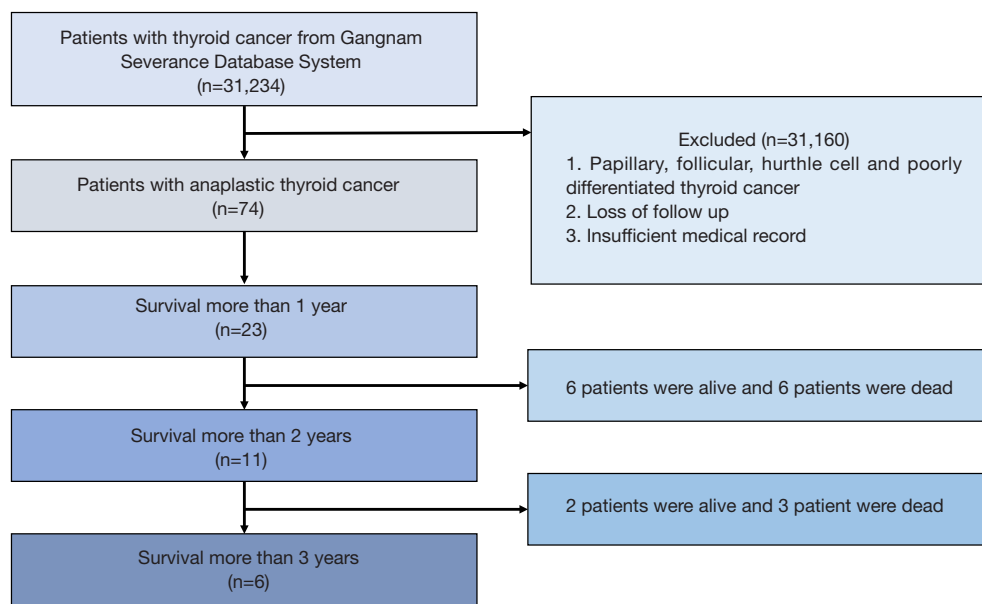 Patients with thyroid cancer from Gangnam
Severance Database System
(n=31,234)
Excluded (n=31,160)
1. Papillary, follicular, hurthle cell and poorly
differentiated thyroid cancer
2. Loss of follow up
3. Insufficient medical record
Patients with anaplastic thyroid cancer
(n=74)
Survival more than 1 year
(n=23)
6 patients were alive and 6 patients were dead
Survival more than 2 years
(n=11)
2 patients were alive and 3 patient were dead
Survival more than 3 years
(n=6)